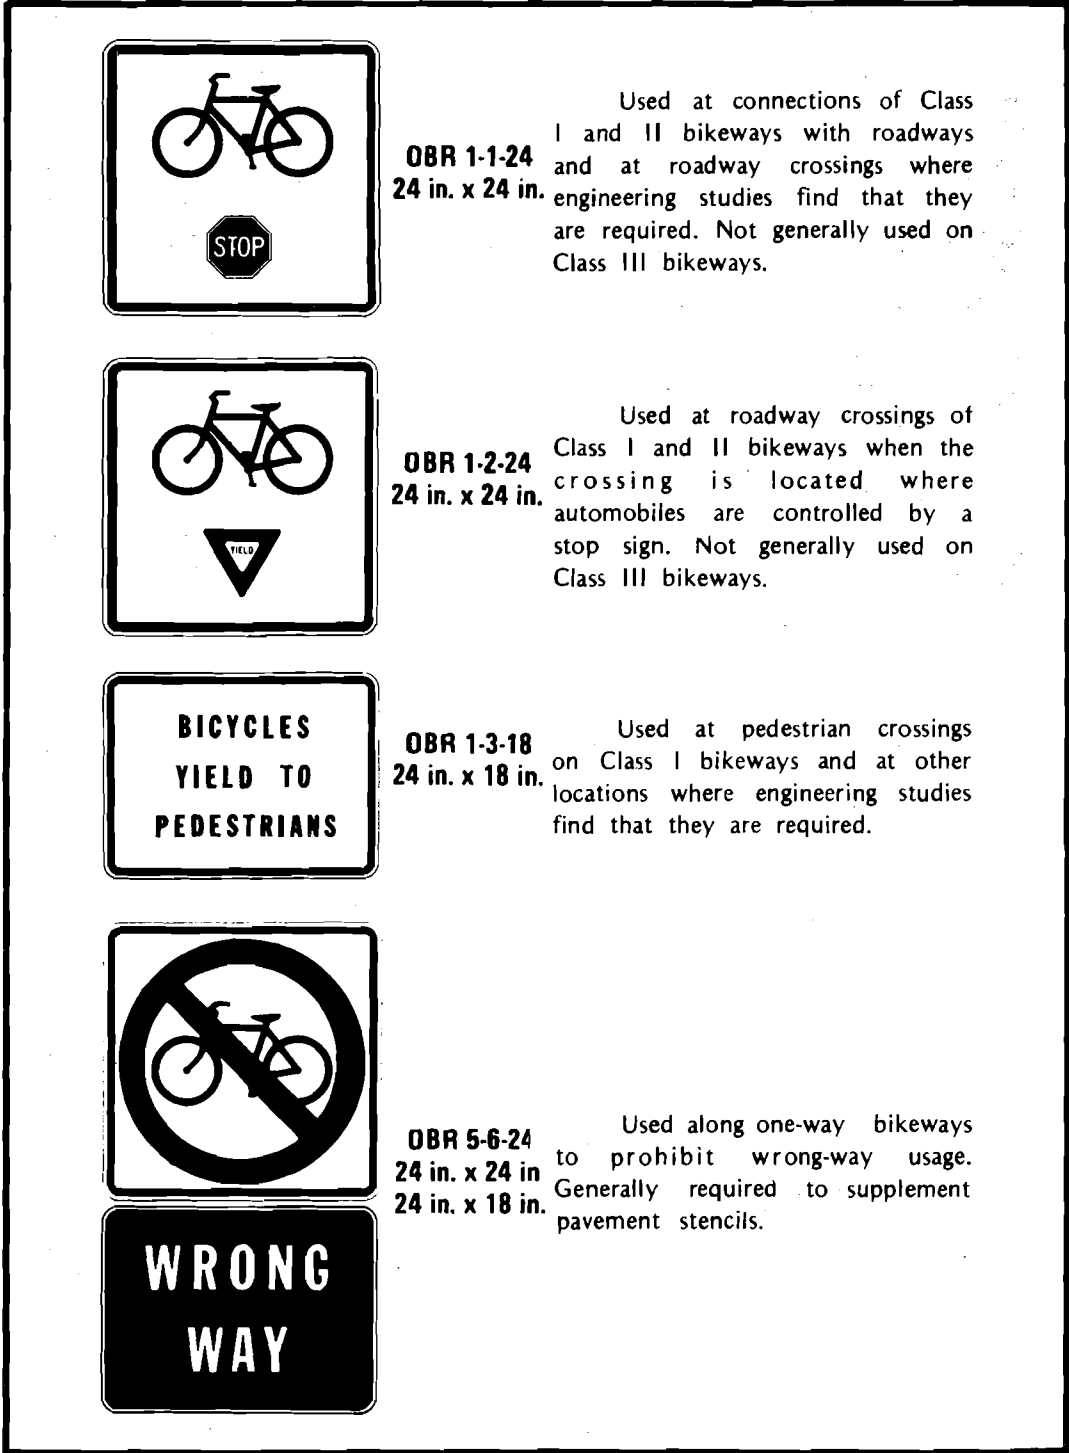 STOP
OBR 1-1-24
24 in. x 24 in.
Used at connections of Class
I and II bikeways with roadways
and at roadway crossings where
engineering studies find that they
are required. Not generally used on
Class III bikeways.
YIELD
OBR 1-2-24
24 in. x 24 in.
Used at roadway crossings of
Class I and II bikeways when the
crossing is located where
automobiles are controlled by a
stop sign. Not generally used on
Class III bikeways.
BICYCLES
YIELD TO
PEDESTRIANS
OBR 1-3-18
24 in. x 18 in.
Used at pedestrian crossings
on Class I bikeways and at other
locations where engineering studies
find that they are required.
OBR 5-6-24
24 in. x 24 in
24 in. x 18 in.
Used along one-way bikeways
to prohibit wrong-way usage.
Generally required to supplement
pavement stencils.
WRONG
WAY